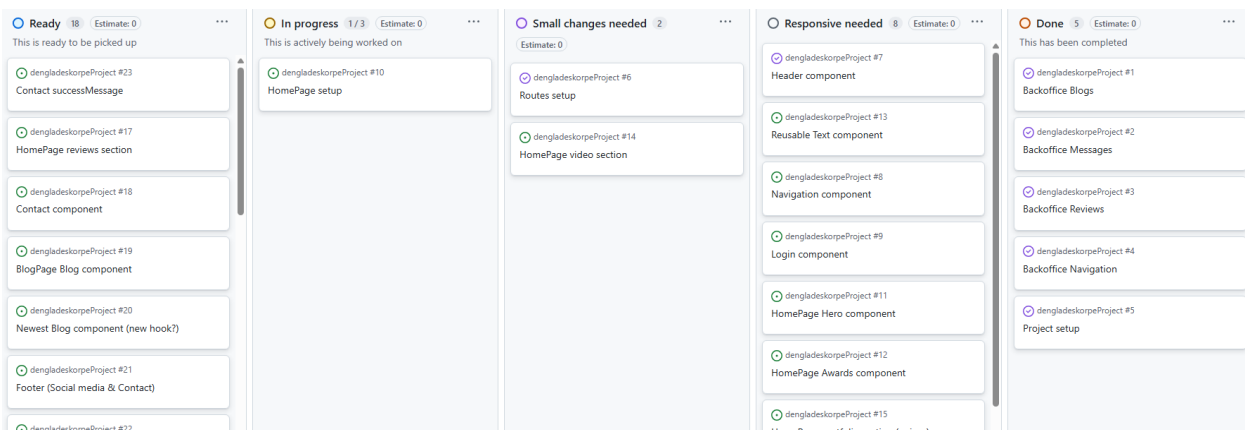 Ready 18 Estimate: 0 ...
This is ready to be picked up
dengladeskorpeProject #23
Contact successMessage
dengladeskorpeProject #17
HomePage reviews section
dengladeskorpeProject #18
Contact component
dengladeskorpeProject #19
BlogPage Blog component
dengladeskorpeProject #20
Newest Blog component (new hook?)
dengladeskorpeProject #21
Footer (Social media & Contact)
dengladeskorpeProject #22
In progress 1 / 3 Estimate: 0 ...
This is actively being worked on
dengladeskorpeProject #10
HomePage setup
Small changes needed 2 ...
Estimate: 0
dengladeskorpeProject #6
Routes setup
dengladeskorpeProject #14
HomePage video section
Responsive needed 8 Estimate: 0 ...
dengladeskorpeProject #7
Header component
dengladeskorpeProject #13
Reusable Text component
dengladeskorpeProject #8
Navigation component
dengladeskorpeProject #9
Login component
dengladeskorpeProject #11
HomePage Hero component
dengladeskorpeProject #12
HomePage Awards component
dengladeskorpeProject #15
Done 5 Estimate: 0 ...
This has been completed
dengladeskorpeProject #1
Backoffice Blogs
dengladeskorpeProject #2
Backoffice Messages
dengladeskorpeProject #3
Backoffice Reviews
dengladeskorpeProject #4
Backoffice Navigation
dengladeskorpeProject #5
Project setup